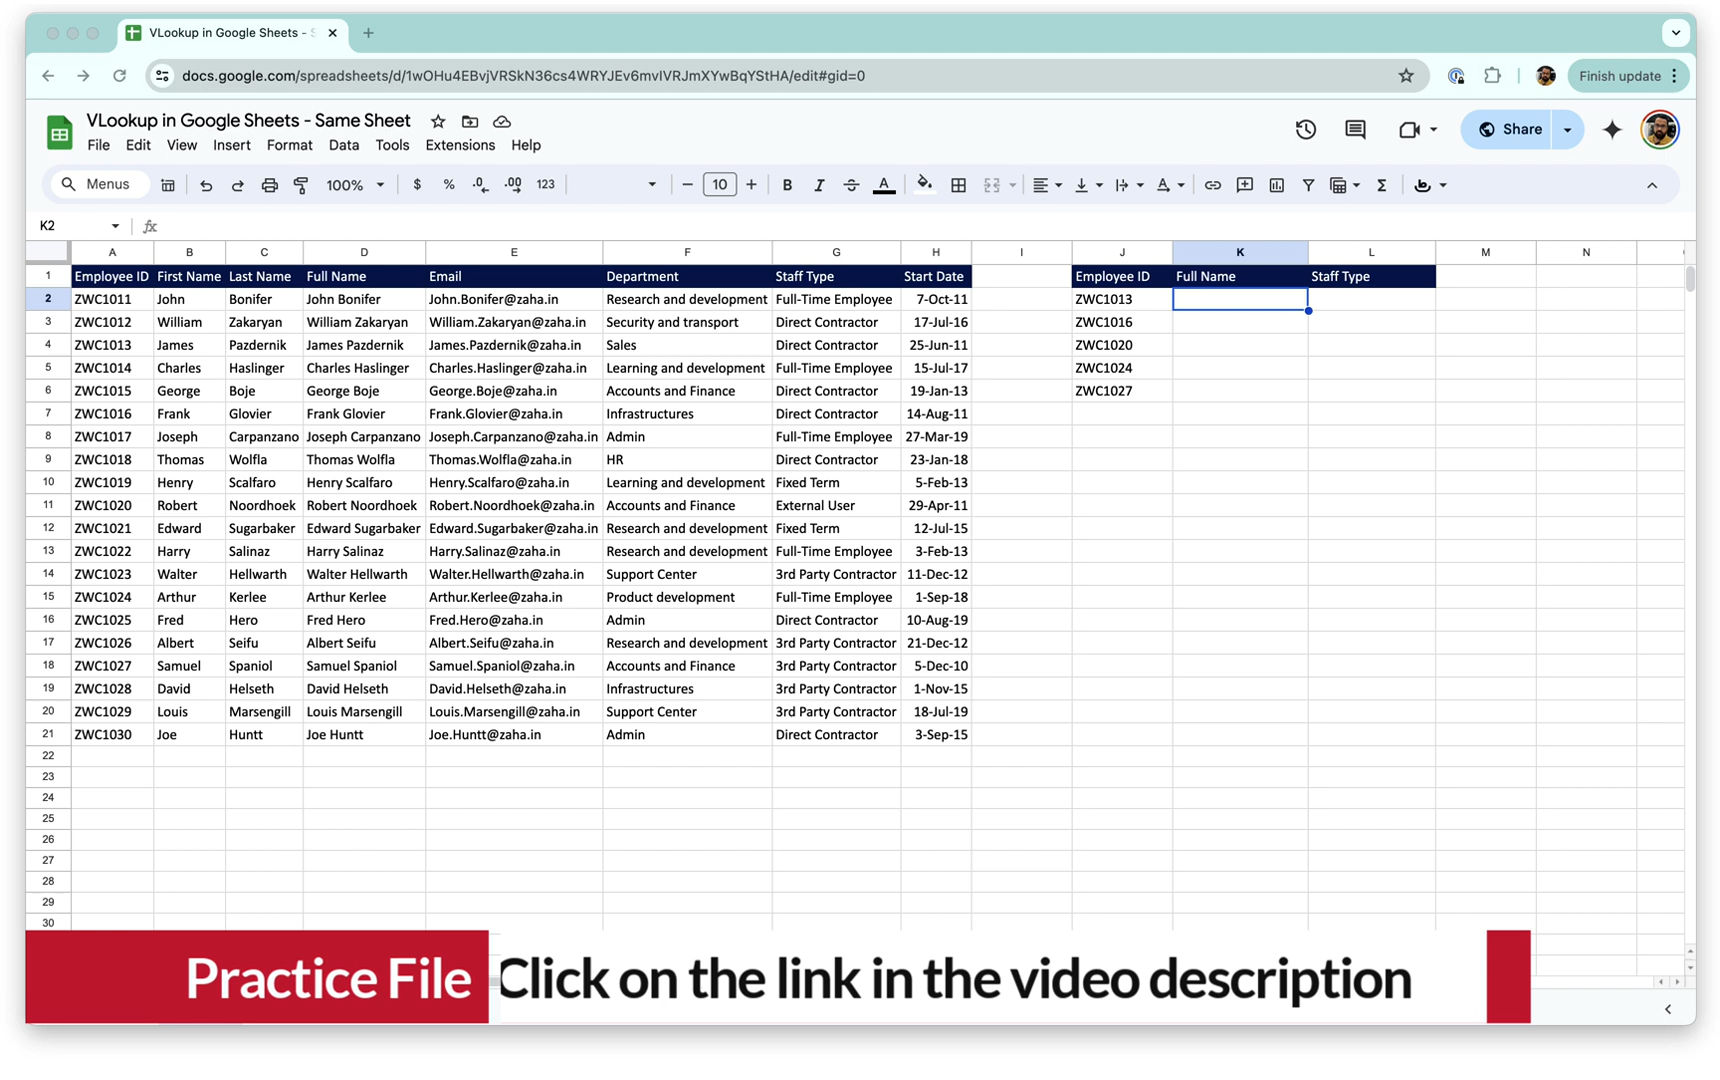 VLookup in Google Sheets - S
docs.google.com/spreadsheets/d/1wOHu4EBvjVRSkN36cs4WRYJEv6mvIVRJmXYwBqYStHA/edit#gid=0
Finish update
VLookup in Google Sheets - Same Sheet
File Edit View Insert Format Data Tools Extensions Help
Share
Menus 100% $ % .0 .00 123 10 B I A
K2 fx
A B C D E F G H I J K L M N
1 Employee ID First Name Last Name Full Name Email Department Staff Type Start Date Employee ID Full Name Staff Type
2 ZWC1011 John Bonifer John Bonifer John.Bonifer@zaha.in Research and development Full-Time Employee 7-Oct-11 ZWC1013
3 ZWC1012 William Zakaryan William Zakaryan William.Zakaryan@zaha.in Security and transport Direct Contractor 17-Jul-16 ZWC1016
4 ZWC1013 James Pazdernik James Pazdernik James.Pazdernik@zaha.in Sales Direct Contractor 25-Jun-11 ZWC1020
5 ZWC1014 Charles Haslinger Charles Haslinger Charles.Haslinger@zaha.in Learning and development Full-Time Employee 15-Jul-17 ZWC1024
6 ZWC1015 George Boje George Boje George.Boje@zaha.in Accounts and Finance Direct Contractor 19-Jan-13 ZWC1027
7 ZWC1016 Frank Glovier Frank Glovier Frank.Glovier@zaha.in Infrastructures Direct Contractor 14-Aug-11
8 ZWC1017 Joseph Carpanzano Joseph Carpanzano Joseph.Carpanzano@zaha.in Admin Full-Time Employee 27-Mar-19
9 ZWC1018 Thomas Wolfla Thomas Wolfla Thomas.Wolfla@zaha.in HR Direct Contractor 23-Jan-18
10 ZWC1019 Henry Scalfaro Henry Scalfaro Henry.Scalfaro@zaha.in Learning and development Fixed Term 5-Feb-13
11 ZWC1020 Robert Noordhoek Robert Noordhoek Robert.Noordhoek@zaha.in Accounts and Finance External User 29-Apr-11
12 ZWC1021 Edward Sugarbaker Edward Sugarbaker Edward.Sugarbaker@zaha.in Research and development Fixed Term 12-Jul-15
13 ZWC1022 Harry Salinaz Harry Salinaz Harry.Salinaz@zaha.in Research and development Full-Time Employee 3-Feb-13
14 ZWC1023 Walter Hellwarth Walter Hellwarth Walter.Hellwarth@zaha.in Support Center 3rd Party Contractor 11-Dec-12
15 ZWC1024 Arthur Kerlee Arthur Kerlee Arthur.Kerlee@zaha.in Product development Full-Time Employee 1-Sep-18
16 ZWC1025 Fred Hero Fred Hero Fred.Hero@zaha.in Admin Direct Contractor 10-Aug-19
17 ZWC1026 Albert Seifu Albert Seifu Albert.Seifu@zaha.in Research and development 3rd Party Contractor 21-Dec-12
18 ZWC1027 Samuel Spaniol Samuel Spaniol Samuel.Spaniol@zaha.in Accounts and Finance 3rd Party Contractor 5-Dec-10
19 ZWC1028 David Helseth David Helseth David.Helseth@zaha.in Infrastructures 3rd Party Contractor 1-Nov-15
20 ZWC1029 Louis Marsengill Louis Marsengill Louis.Marsengill@zaha.in Support Center 3rd Party Contractor 18-Jul-19
21 ZWC1030 Joe Huntt Joe Huntt Joe.Huntt@zaha.in Admin Direct Contractor 3-Sep-15
22
23
24
25
26
27
28
29
30
Practice File Click on the link in the video description